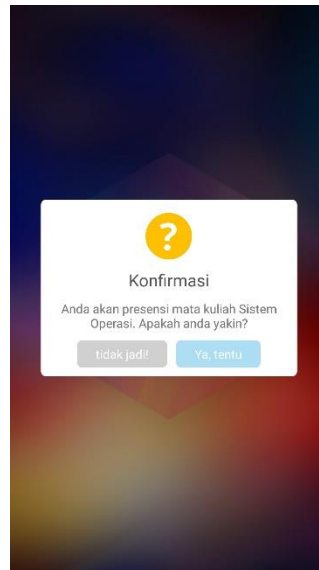 ?
Konfirmasi
Anda akan presensi mata kuliah Sistem
Operasi. Apakah anda yakin?
tidak jadi! Ya, tentu